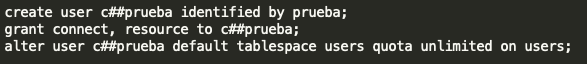 create user c##prueba identified by prueba;
grant connect, resource to c##prueba;
alter user c##prueba default tablespace users quota unlimited on users;